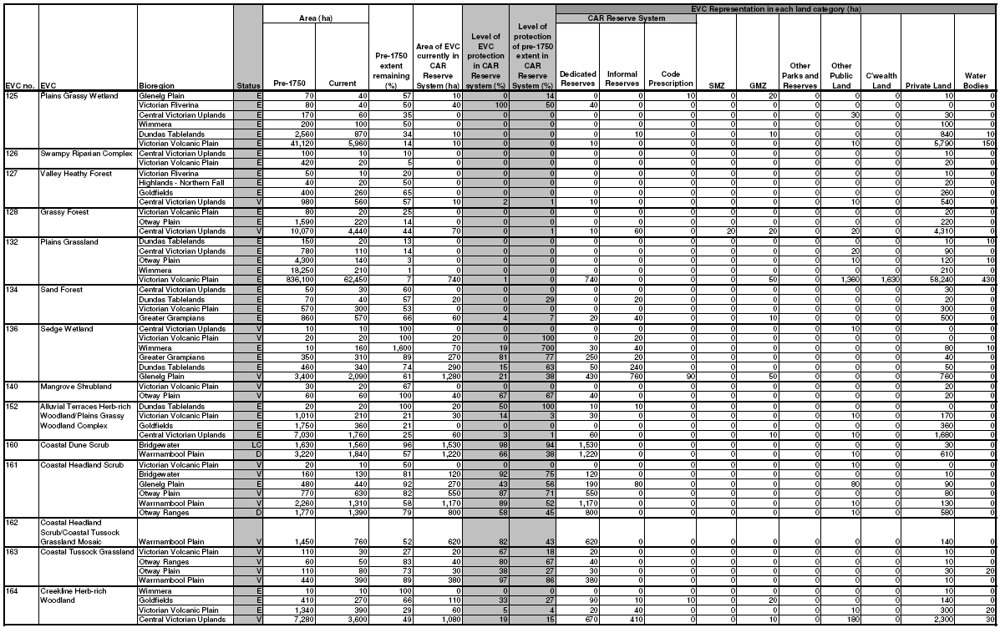 EVC Representation in each land category (ha)
Area (ha) CAR Reserve System
EVC no. EVC Bioregion Status Pre-1750 Current Pre-1750 extent remaining (%) Area of EVC currently in CAR Reserve System (ha) Level of EVC protection in CAR Reserve system (%) Level of protection of pre-1750 extent in CAR Reserve System (%) Dedicated Reserves Informal Reserves Code Prescription SMZ GMZ Other Parks and Reserves Other Public Land C'wealth Land Private Land Water Bodies
125 Plains Grassy Wetland Glenelg Plain E 70 40 57 10 0 14 0 0 10 0 20 0 0 0 10 0
Victorian Riverina E 80 40 50 40 100 50 40 0 0 0 0 0 0 0 0 0
Central Victorian Uplands E 170 60 35 0 0 0 0 0 0 0 0 0 30 0 30 0
Wimmera E 200 100 50 0 0 0 0 0 0 0 0 0 0 0 100 0
Dundas Tablelands E 2,560 870 34 10 0 0 0 10 0 0 10 0 0 0 840 10
Victorian Volcanic Plain E 41,120 5,960 14 10 0 0 10 0 0 0 0 0 10 0 5,790 150
126 Swampy Riparian Complex Central Victorian Uplands E 100 10 10 0 0 0 0 0 0 0 0 0 0 0 10 0
Victorian Volcanic Plain E 420 20 5 0 0 0 0 0 0 0 0 0 0 0 20 0
127 Valley Heathy Forest Victorian Riverina E 50 10 20 0 0 0 0 0 0 0 0 0 0 0 10 0
Highlands - Northern Fall E 40 20 50 0 0 0 0 0 0 0 0 0 0 0 20 0
Goldfields E 400 260 65 0 0 0 0 0 0 0 0 0 0 0 260 0
Central Victorian Uplands V 980 560 57 10 2 1 10 0 0 0 0 0 10 0 540 0
128 Grassy Forest Victorian Volcanic Plain E 80 20 25 0 0 0 0 0 0 0 0 0 0 0 20 0
Otway Plain E 1,590 220 14 0 0 0 0 0 0 0 0 0 0 0 220 0
Central Victorian Uplands V 10,070 4,440 44 70 0 1 10 60 0 20 20 0 20 0 4,310 0
132 Plains Grassland Dundas Tablelands E 150 20 13 0 0 0 0 0 0 0 0 0 0 0 10 10
Central Victorian Uplands E 780 110 14 0 0 0 0 0 0 0 0 0 20 0 90 0
Otway Plain E 4,300 140 3 0 0 0 0 0 0 0 0 0 10 0 120 10
Wimmera E 18,250 210 1 0 0 0 0 0 0 0 0 0 0 0 210 0
Victorian Volcanic Plain E 836,100 62,450 7 740 1 0 740 0 0 0 50 0 1,360 1,630 58,240 430
134 Sand Forest Central Victorian Uplands E 50 30 60 0 0 0 0 0 0 0 0 0 0 0 30 0
Dundas Tablelands E 70 40 57 20 0 29 0 20 0 0 0 0 0 0 20 0
Victorian Volcanic Plain E 570 300 53 0 0 0 0 0 0 0 0 0 0 0 300 0
Greater Grampians E 860 570 66 60 4 7 20 40 0 0 10 0 0 0 500 0
136 Sedge Wetland Central Victorian Uplands V 10 10 100 0 0 0 0 0 0 0 0 0 10 0 0 0
Victorian Volcanic Plain V 20 20 100 20 0 100 0 20 0 0 0 0 0 0 0 0
Wimmera E 10 160 1,600 70 19 700 30 40 0 0 0 0 0 0 80 10
Greater Grampians E 350 310 89 270 81 77 250 20 0 0 0 0 0 0 40 0
Dundas Tablelands E 460 340 74 290 15 63 50 240 0 0 0 0 0 0 50 0
Glenelg Plain V 3,400 2,090 61 1,280 21 38 430 760 90 0 50 0 0 0 760 0
140 Mangrove Shrubland Victorian Volcanic Plain V 30 20 67 0 0 0 0 0 0 0 0 0 0 0 20 0
Otway Plain V 60 60 100 40 67 67 40 0 0 0 0 0 0 0 20 0
152 Alluvial Terraces Herb-rich Dundas Tablelands E 20 20 100 20 50 100 10 10 0 0 0 0 0 0 0 0
Woodland/Plains Grassy Victorian Volcanic Plain E 1,010 210 21 30 14 3 30 0 0 0 0 0 10 0 170 0
Woodland Complex Goldfields E 1,750 360 21 0 0 0 0 0 0 0 0 0 0 0 360 0
Central Victorian Uplands E 7,030 1,760 25 60 3 1 60 0 0 0 10 0 10 0 1,680 0
160 Coastal Dune Scrub Bridgewater LC 1,630 1,560 96 1,530 98 94 1,530 0 0 0 0 0 0 0 30 0
Warrnambool Plain D 3,220 1,840 57 1,220 66 38 1,220 0 0 0 0 0 10 0 610 0
161 Coastal Headland Scrub Victorian Volcanic Plain V 20 10 50 0 0 0 0 0 0 0 0 0 10 0 0 0
Bridgewater V 160 130 81 120 92 75 120 0 0 0 0 0 0 0 10 0
Glenelg Plain E 480 440 92 270 43 56 190 80 0 0 0 0 80 0 90 0
Otway Plain V 770 630 82 550 87 71 550 0 0 0 0 0 0 0 80 0
Warrnambool Plain V 2,260 1,310 58 1,170 89 52 1,170 0 0 0 0 0 10 0 130 0
Otway Ranges D 1,770 1,390 79 800 58 45 800 0 0 0 0 0 10 0 580 0
162 Coastal Headland
Scrub/Coastal Tussock
Grassland Mosaic Warrnambool Plain V 1,450 760 52 620 82 43 620 0 0 0 0 0 0 0 140 0
163 Coastal Tussock Grassland Victorian Volcanic Plain V 110 30 27 20 67 18 20 0 0 0 0 0 0 0 10 0
Otway Ranges V 60 50 83 40 80 67 40 0 0 0 0 0 0 0 10 0
Otway Plain V 110 80 73 30 38 27 30 0 0 0 0 0 0 0 30 20
Warrnambool Plain V 440 390 89 380 97 86 380 0 0 0 0 0 0 0 10 0
164 Creekline Herb-rich Wimmera E 10 10 100 0 0 0 0 0 0 0 0 0 0 0 10 0
Woodland Goldfields E 410 270 66 110 33 27 90 10 10 0 20 0 0 0 140 0
Victorian Volcanic Plain E 1,340 390 29 60 5 4 20 40 0 0 0 0 10 0 300 20
Central Victorian Uplands V 7,280 3,600 49 1,080 19 15 670 410 0 0 10 0 180 0 2,300 30